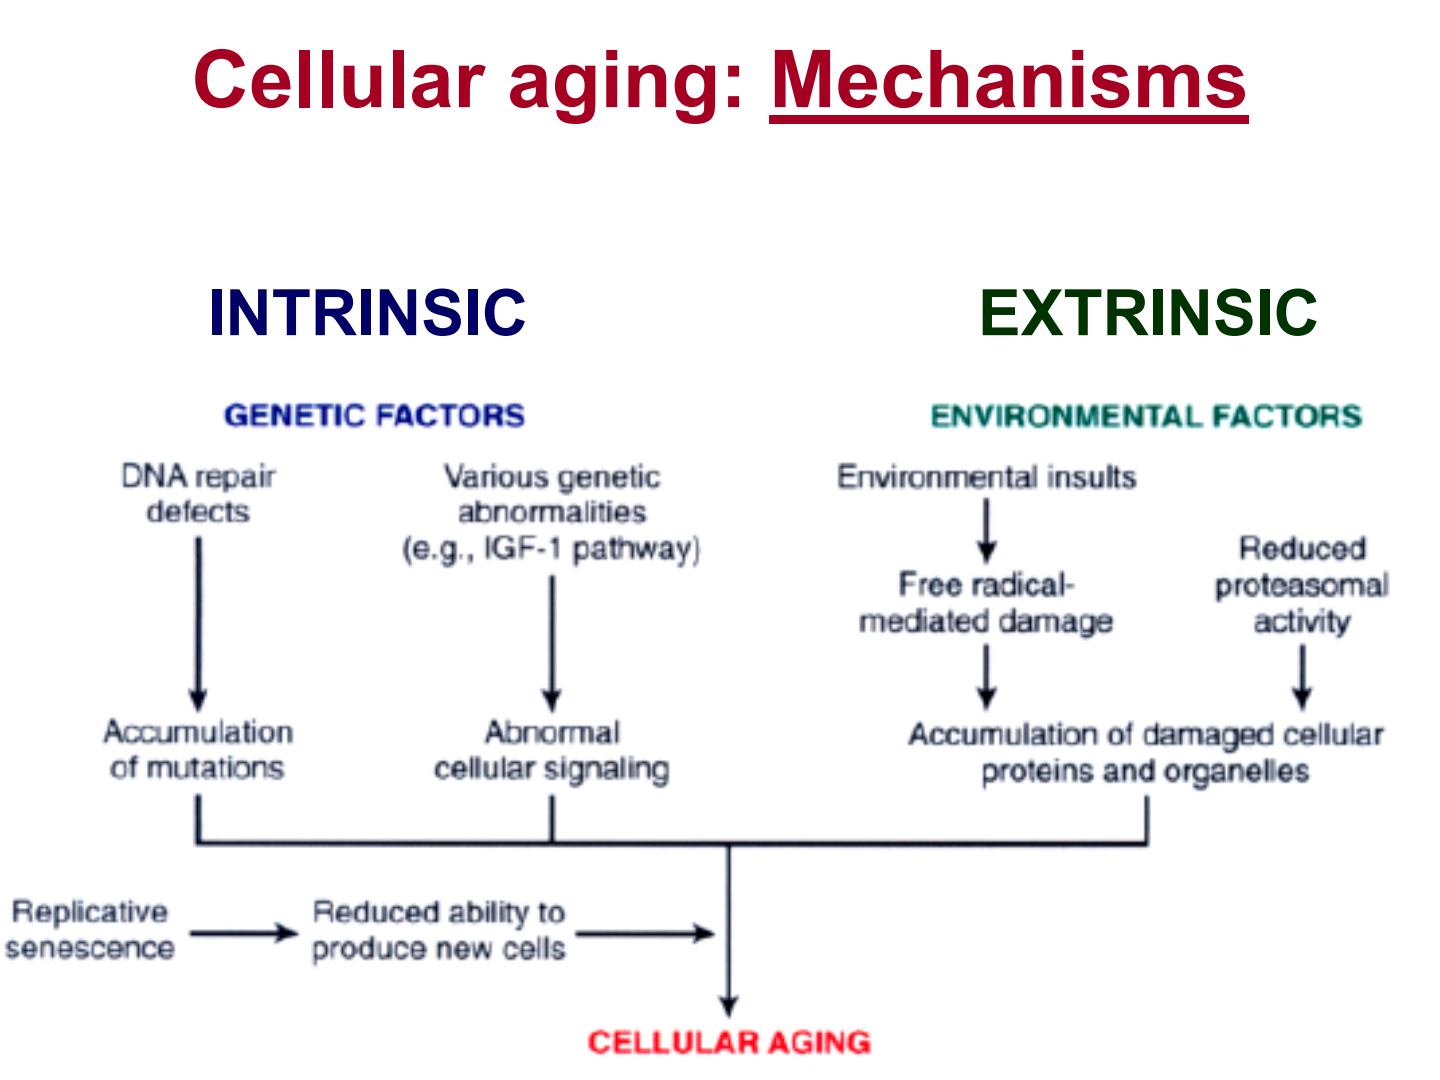 Cellular aging: Mechanisms
INTRINSIC
EXTRINSIC
GENETIC FACTORS
ENVIRONMENTAL FACTORS
DNA repair
defects
Various genetic
abnormalities
(e.g., IGF-1 pathway)
Environmental insults
Free radical-
mediated damage
Reduced
proteasomal
activity
Accumulation
of mutations
Abnormal
cellular signaling
Accumulation of damaged cellular
proteins and organelles
Replicative
senescence
Reduced ability to
produce new cells
CELLULAR AGING